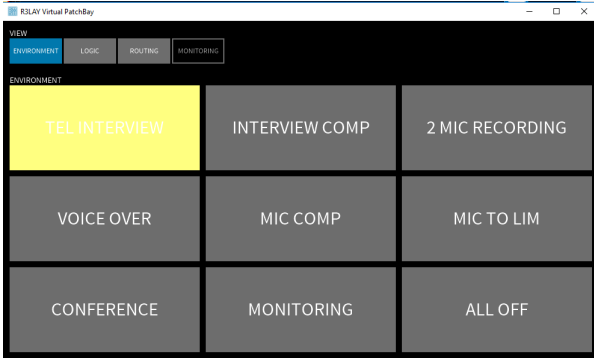 R3LAY Virtual PatchBay
VIEW
ENVIRONMENT LOGIC ROUTING MONITORING
ENVIRONMENT
TEL INTERVIEW INTERVIEW COMP 2 MIC RECORDING
VOICE OVER MIC COMP MIC TO LIM
CONFERENCE MONITORING ALL OFF